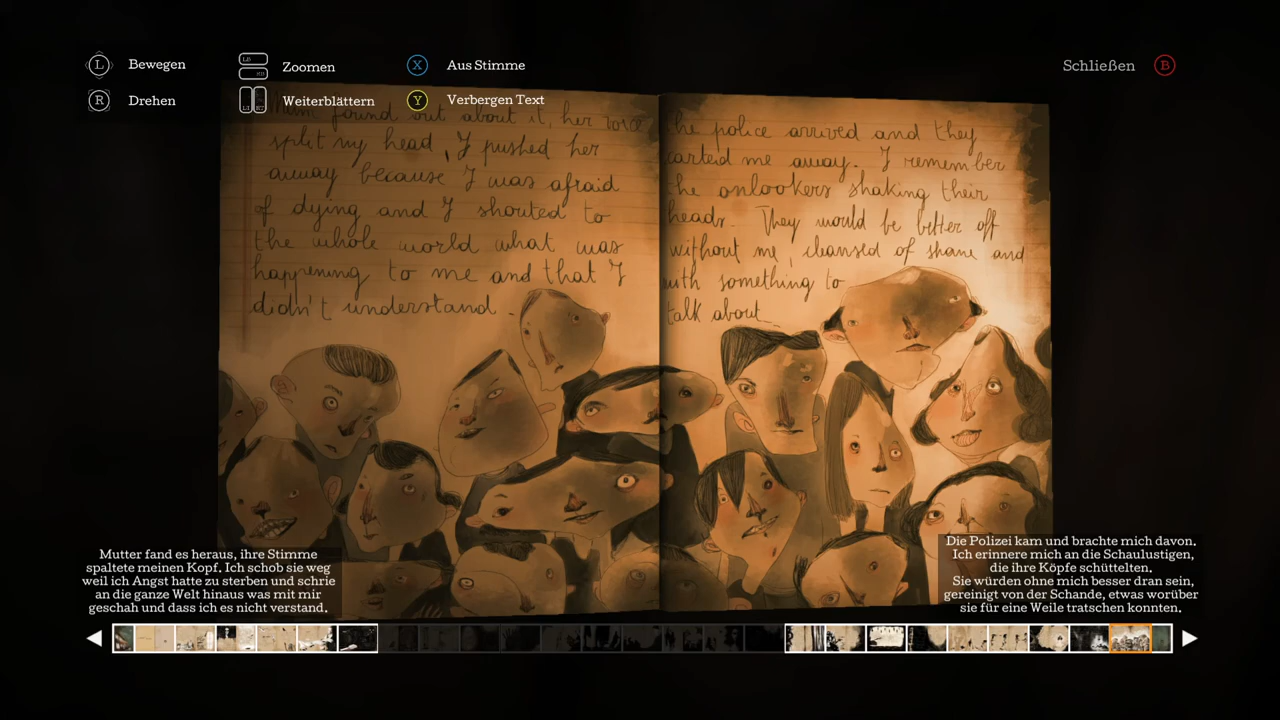 Bewegen
Zoomen
Aus Stimme
Schließen
B
L
X
LB
RB
R
Drehen
Weiterblättern
Y
Verbergen Text
found out about it, her voice
split my head, I pushed her
away because I was afraid
of dying and I shouted to
the whole world what was
happening to me and that I
didn't understand.
the police arrived and they
carted me away. I remember
the onlookers shaking their
heads. They would be better off
without me, cleansed of shame and
with something to
talk about
Mutter fand es heraus, ihre Stimme
spaltete meinen Kopf. Ich schob sie weg
weil ich Angst hatte zu sterben und schrie
an die ganze Welt hinaus was mit mir
geschah und dass ich es nicht verstand.
Die Polizei kam und brachte mich davon.
Ich erinnere mich an die Schaulustigen,
die ihre Köpfe schüttelten.
Sie würden ohne mich besser dran sein,
gereinigt von der Schande, etwas worüber
sie für eine Weile tratschen konnten.